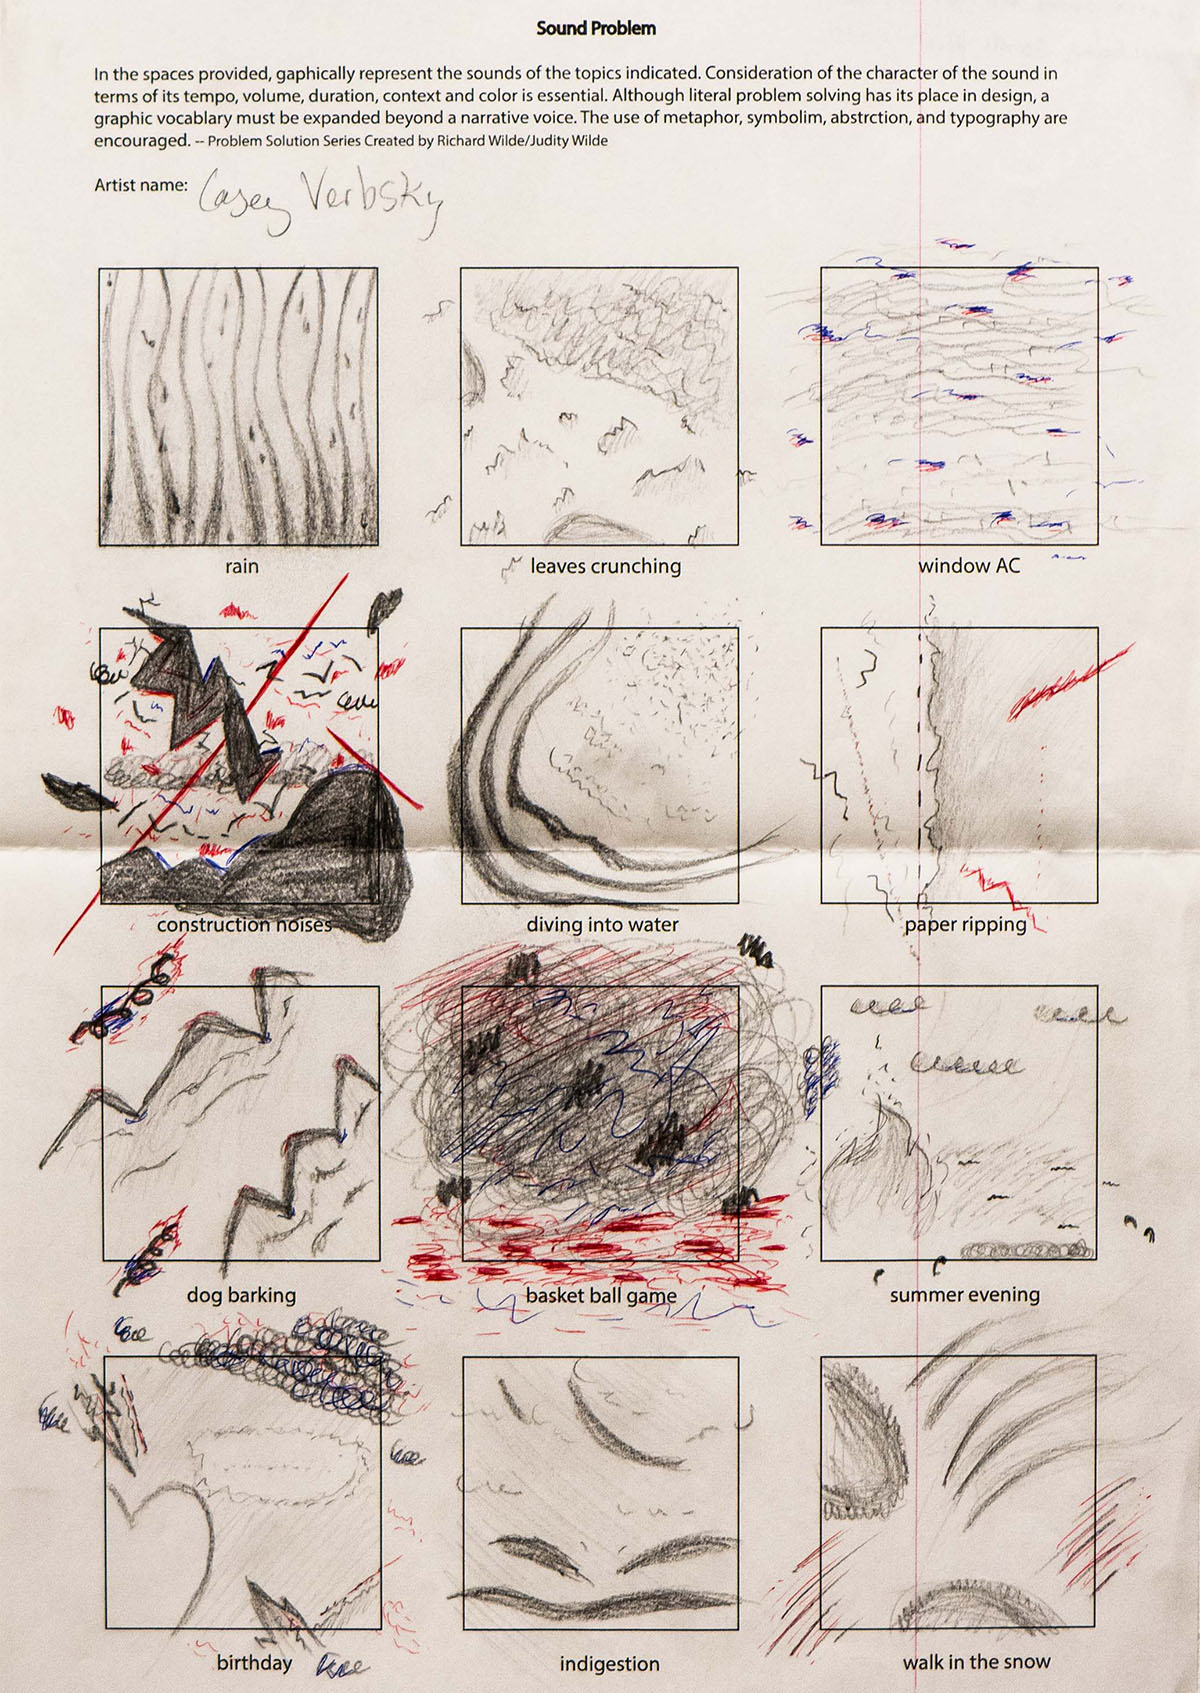 Sound Problem
In the spaces provided, gaphically represent the sounds of the topics indicated. Consideration of the character of the sound in
terms of its tempo, volume, duration, context and color is essential. Although literal problem solving has its place in design, a
graphic vocablary must be expanded beyond a narrative voice. The use of metaphor, symbolim, abstrction, and typography are
encouraged. -- Problem Solution Series Created by Richard Wilde/Judity Wilde
Artist name: Casey Verbsky
rain
leaves crunching
window AC
construction noises
diving into water
paper ripping
dog barking
basket ball game
summer evening
birthday
indigestion
walk in the snow